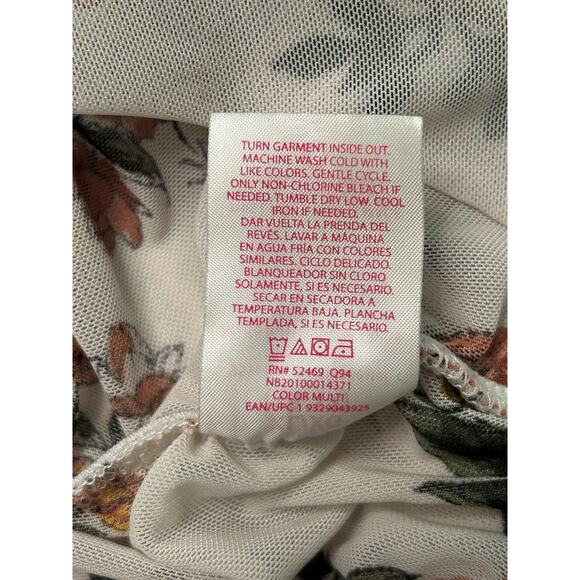 TURN GARMENT INSIDE OUT.
MACHINE WASH COLD WITH
LIKE COLORS. GENTLE CYCLE.
ONLY NON-CHLORINE BLEACH IF
NEEDED. TUMBLE DRY LOW. COOL
IRON IF NEEDED.
DAR VUELTA LA PRENDA DEL
REVÉS. LAVAR A MÁQUINA
EN AGUA FRÍA CON COLORES
SIMILARES. CICLO DELICADO.
BLANQUEADOR SIN CLORO
SOLAMENTE, SI ES NECESARIO.
SECAR EN SECADORA A
TEMPERATURA BAJA. PLANCHA
TEMPLADA, SI ES NECESARIO.
RN# 52469 Q94
NB20100014371
COLOR MULTI
EAN/UPC 1 9329043925